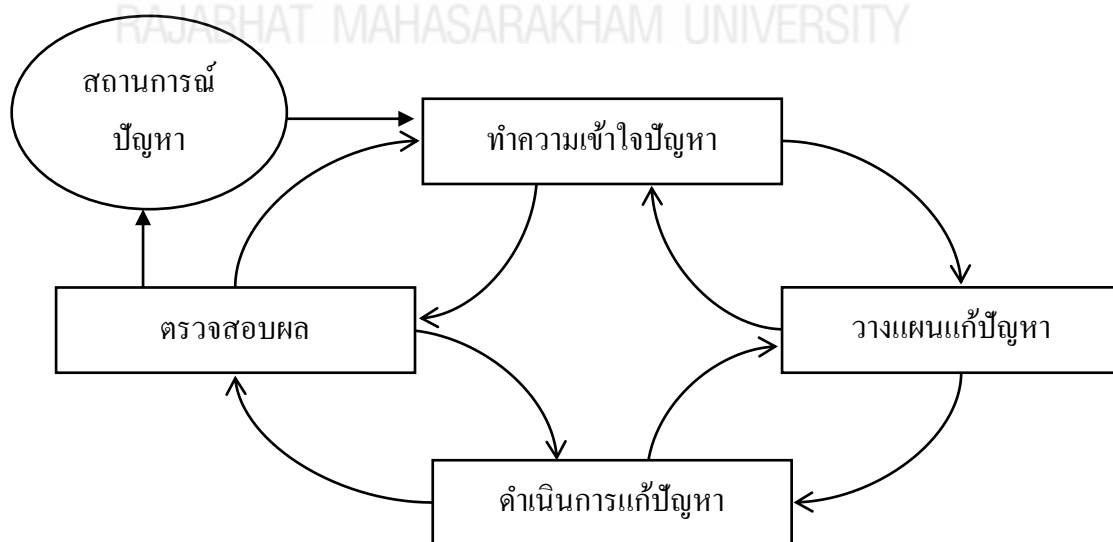 RAJABHAT MAHASARAKHAM UNIVERSITY
สถานการณ์
ปัญหา
ทำความเข้าใจปัญหา
ตรวจสอบผล
วางแผนแก้ปัญหา
ดำเนินการแก้ปัญหา